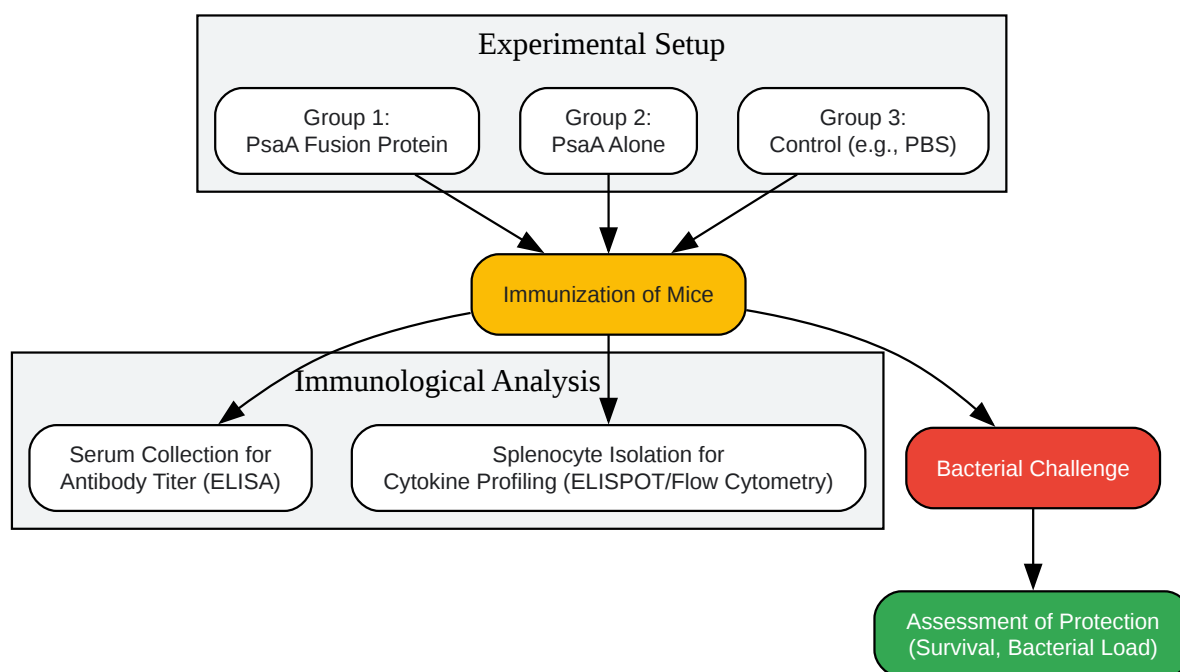 Experimental Setup
Group 1:
PsaA Fusion Protein
Group 2:
PsaA Alone
Group 3:
Control (e.g., PBS)
Immunization of Mice
Immunological Analysis
Serum Collection for
Antibody Titer (ELISA)
Splenocyte Isolation for
Cytokine Profiling (ELISPOT/Flow Cytometry)
Bacterial Challenge
Assessment of Protection
(Survival, Bacterial Load)